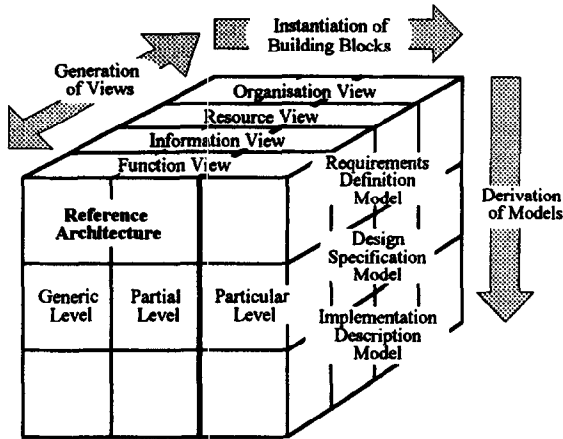 Instantiation of
Building Blocks
Generation
of Views
Organisation View
Resource View
Information View
Function View
Requirements
Definition
Model
Derivation
of Models
Reference
Architecture
Design
Specification
Model
Generic
Level
Partial
Level
Particular
Level
Implementation
Description
Model